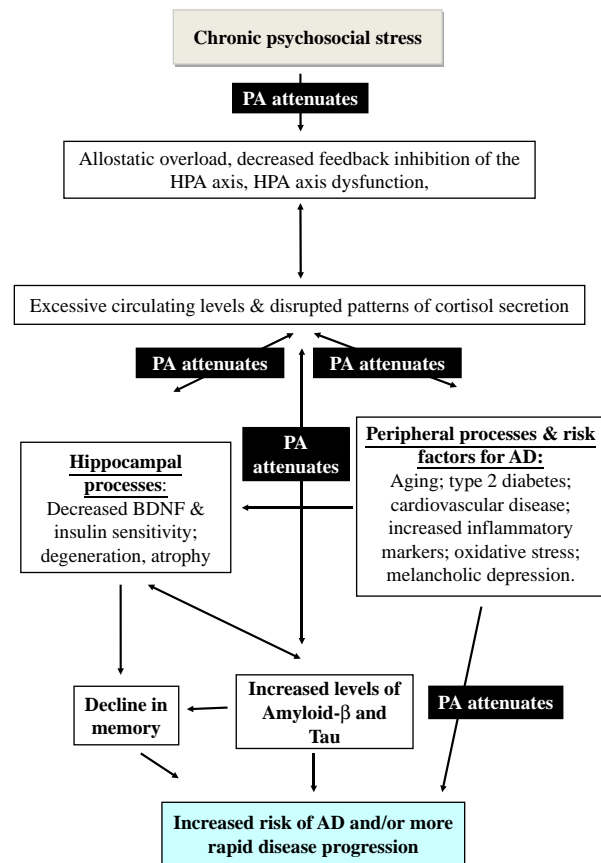 Chronic psychosocial stress
PA attenuates
Allostatic overload, decreased feedback inhibition of the
HPA axis, HPA axis dysfunction,
Excessive circulating levels & disrupted patterns of cortisol secretion
PA attenuates
PA attenuates
PA
attenuates
Hippocampal
processes:
Decreased BDNF &
insulin sensitivity;
degeneration, atrophy
Peripheral processes & risk
factors for AD:
Aging; type 2 diabetes;
cardiovascular disease;
increased inflammatory
markers; oxidative stress;
melancholic depression.
Decline in
memory
Increased levels of
Amyloid-β and
Tau
PA attenuates
Increased risk of AD and/or more
rapid disease progression